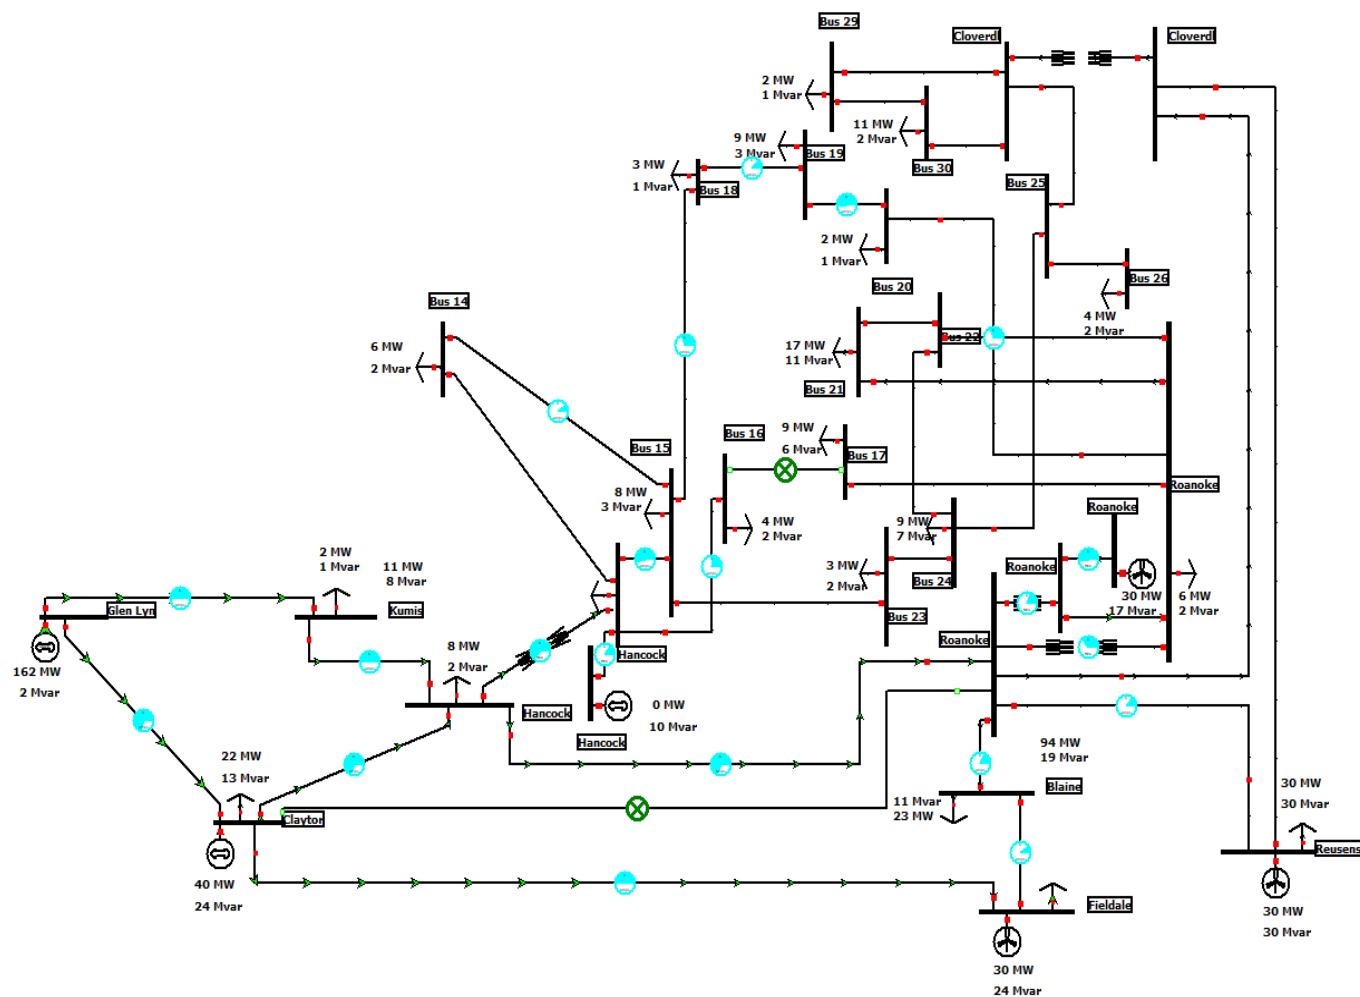 Bus 29
Cloverdl
Cloverdl
2 MW
1 Mvar
11 MW
2 Mvar
Bus 30
9 MW
3 Mvar
Bus 19
3 MW
1 Mvar
Bus 18
Bus 25
2 MW
1 Mvar
Bus 20
Bus 26
4 MW
2 Mvar
Bus 14
6 MW
2 Mvar
Bus 22
17 MW
11 Mvar
Bus 21
Bus 16
9 MW
6 Mvar
Bus 17
Bus 15
8 MW
3 Mvar
4 MW
2 Mvar
9 MW
7 Mvar
Bus 24
Roanoke
Roanoke
Roanoke
30 MW
17 Mvar
6 MW
2 Mvar
3 MW
2 Mvar
Bus 23
Roanoke
2 MW
1 Mvar
11 MW
8 Mvar
Glen Lyn
Kumis
162 MW
2 Mvar
8 MW
2 Mvar
Hancock
Hancock
0 MW
10 Mvar
Hancock
22 MW
13 Mvar
Claytor
40 MW
24 Mvar
94 MW
19 Mvar
Blaine
11 Mvar
23 MW
30 MW
30 Mvar
Reusens
30 MW
30 Mvar
Fieldale
30 MW
24 Mvar